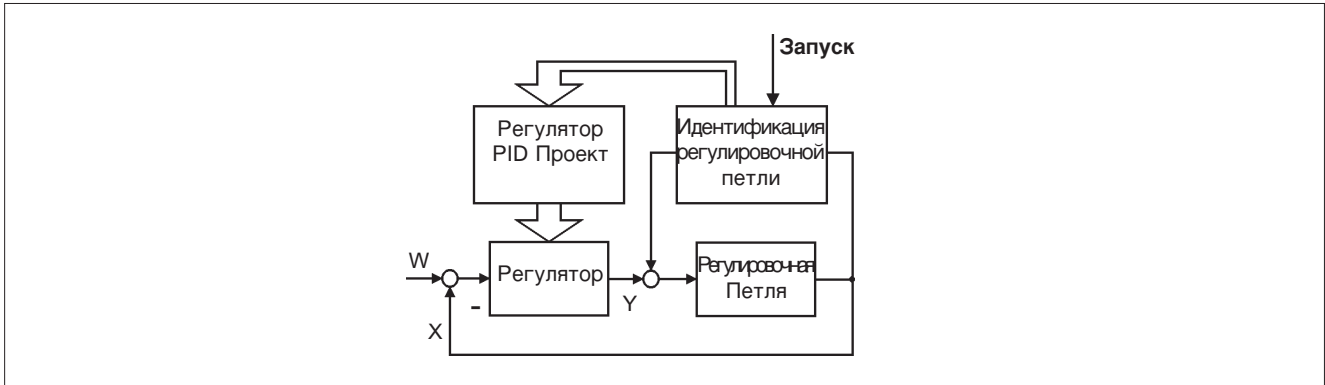 Запуск
Регулятор
PID Проект
Идентификация
регулировочной
петли
W
Регулятор
Y
Регулировочная
Петля
-
X